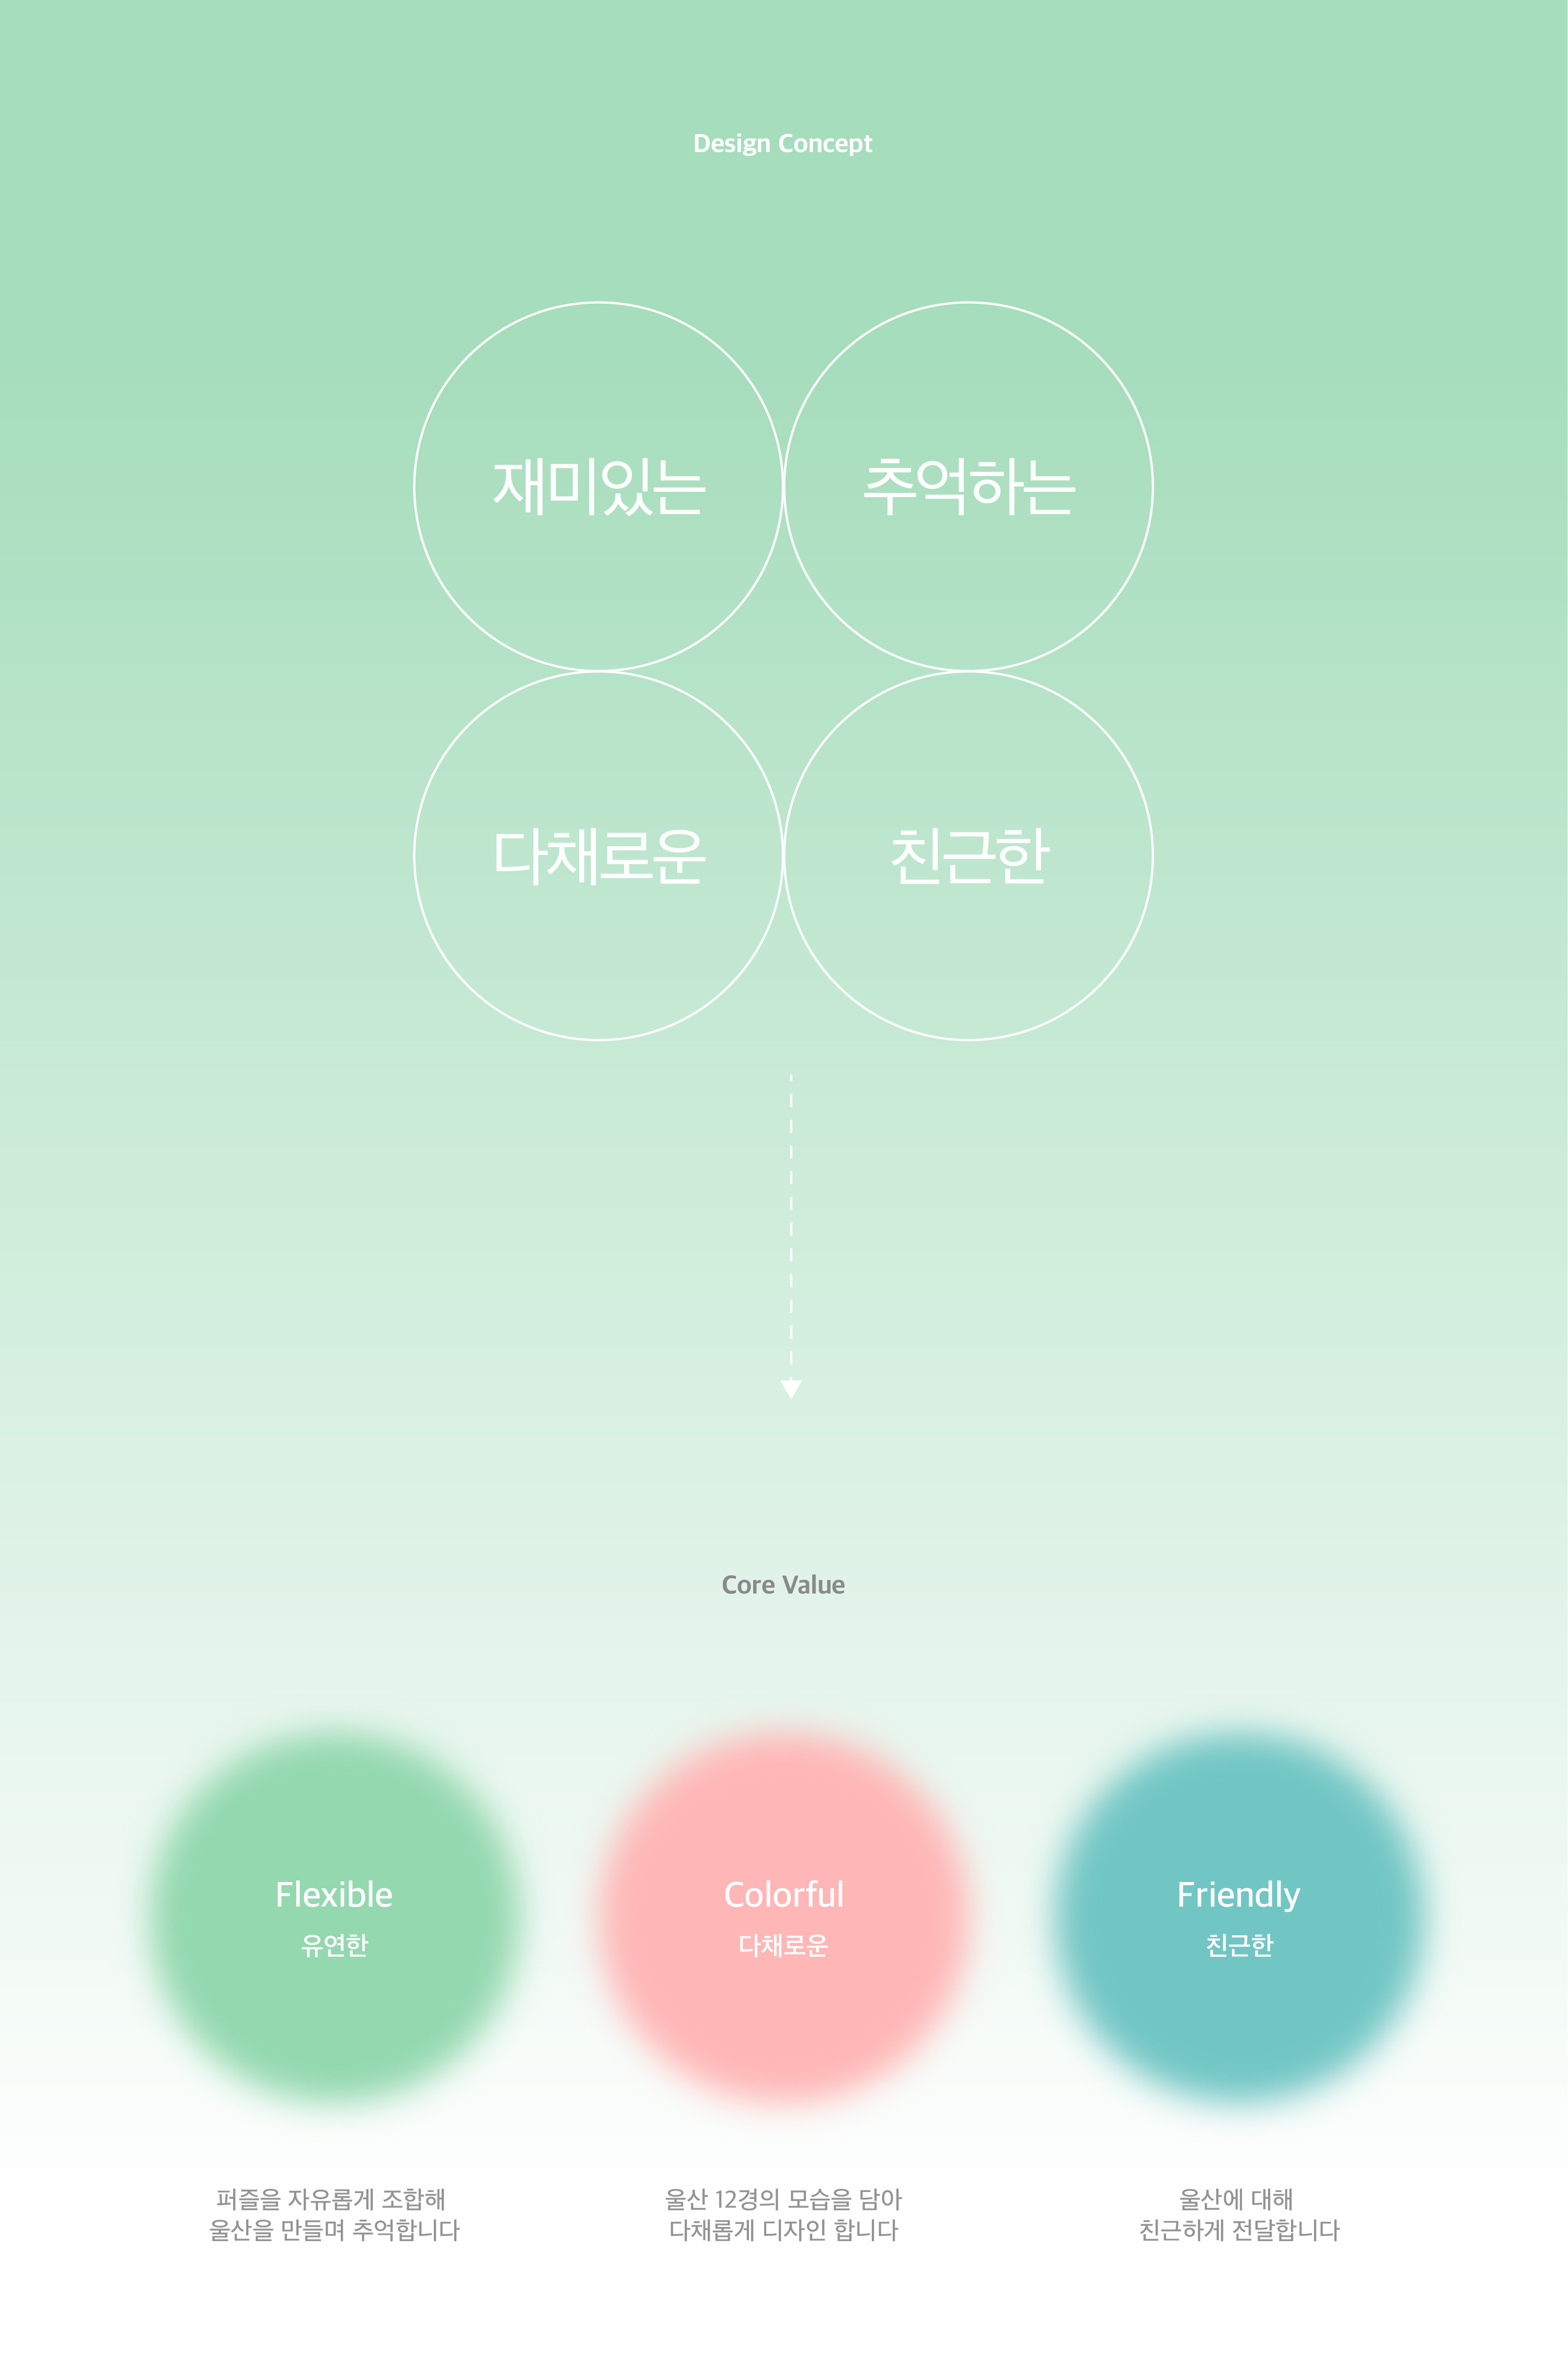 Design Concept
재미있는
추억하는
다채로운
친근한
Core Value
Flexible
유연한
Colorful
다채로운
Friendly
친근한
퍼즐을 자유롭게 조합해
울산을 만들며 추억합니다
울산 12경의 모습을 담아
다채롭게 디자인 합니다
울산에 대해
친근하게 전달합니다